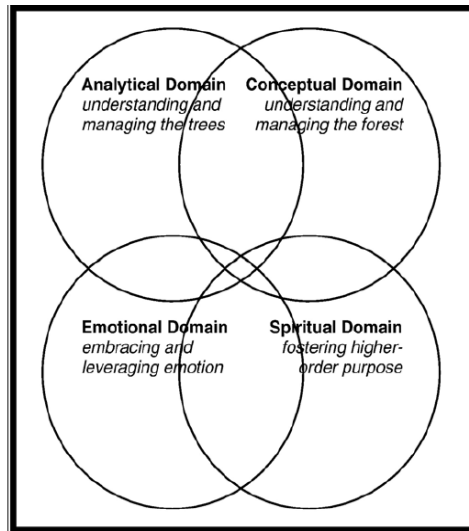 Analytical Domain
understanding and
managing the trees
Conceptual Domain
understanding and
managing the forest
Emotional Domain
embracing and
leveraging emotion
Spiritual Domain
fostering higher-
order purpose